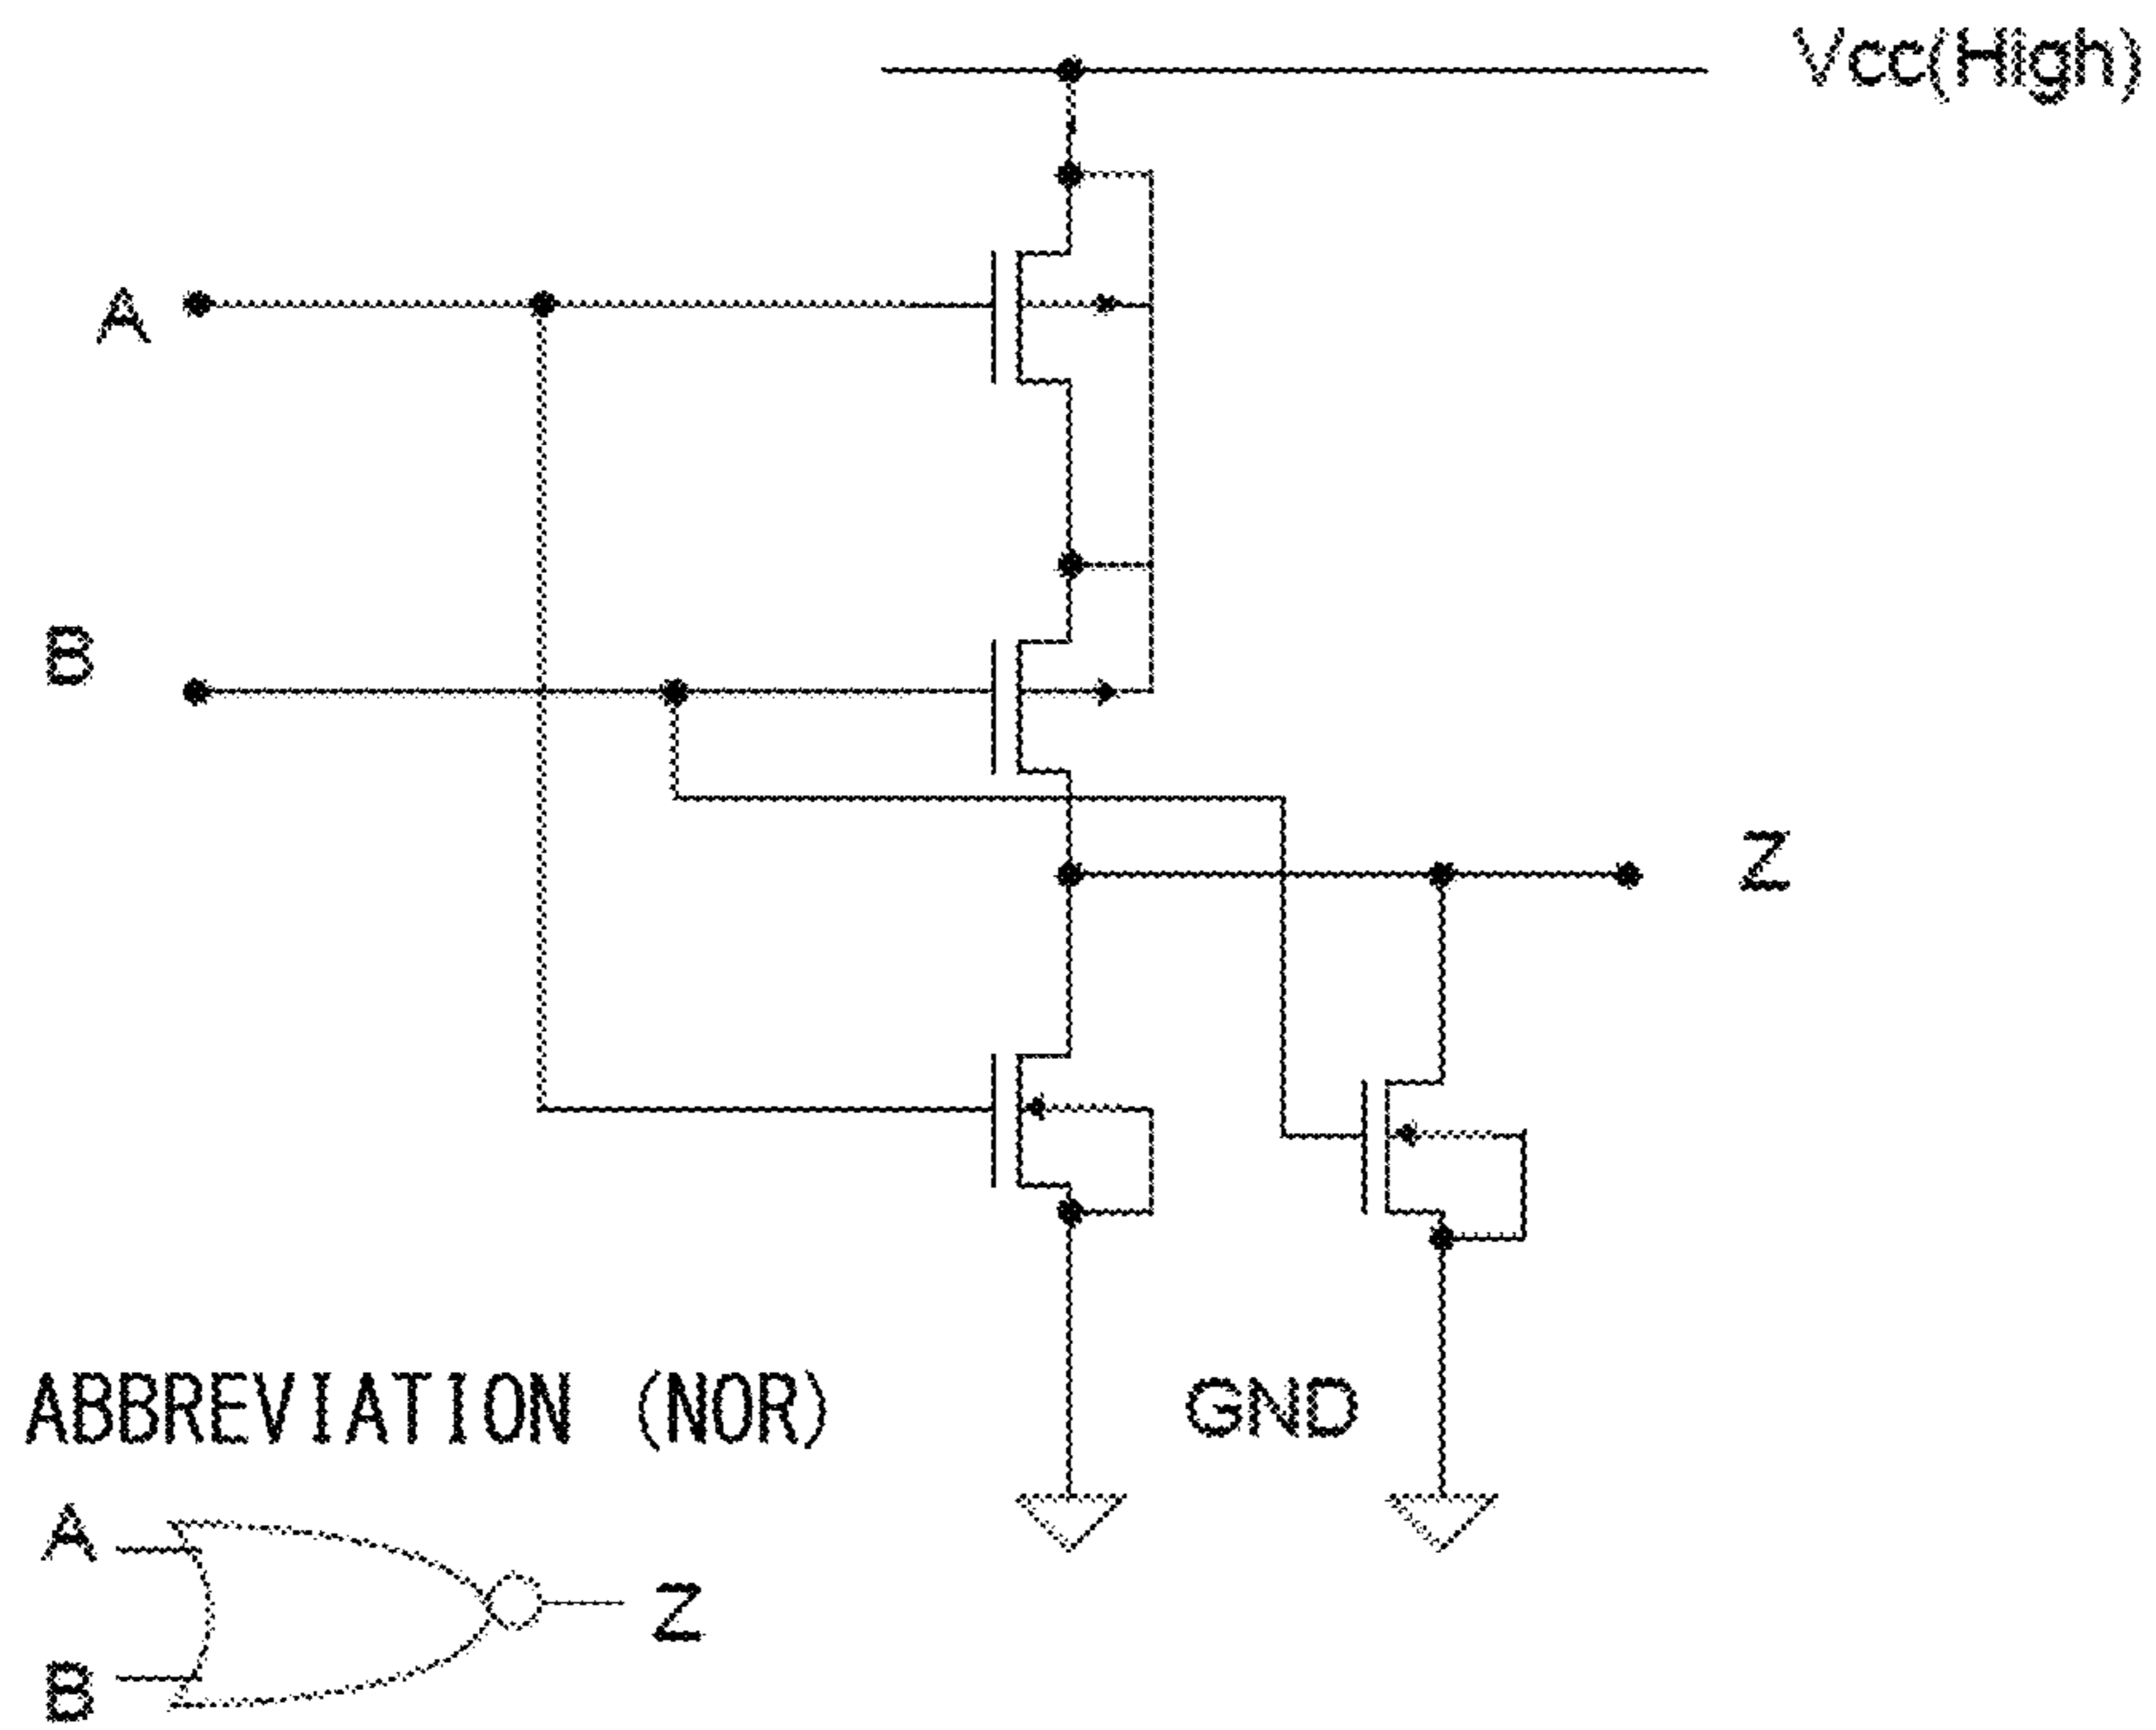 Vcc(High)
A
B
Z
GND
ABBREVIATION (NOR)
A
B
Z